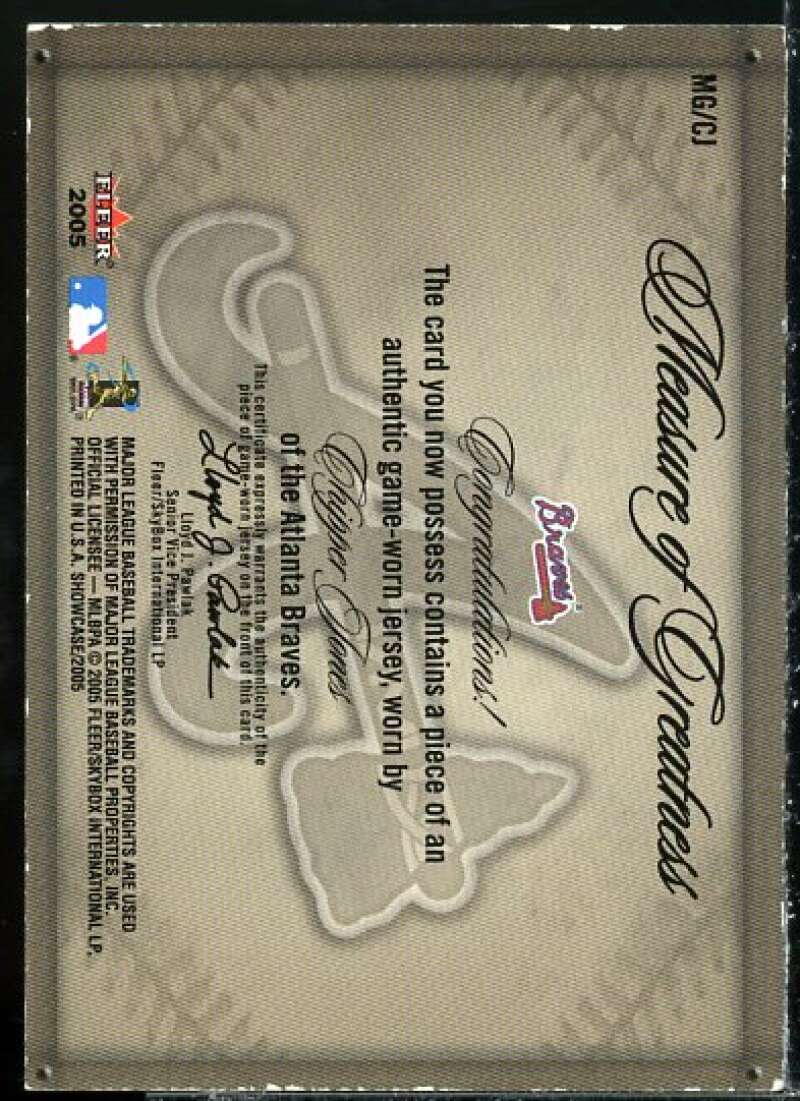 MG/CJ
Measure of Greatness
Braves
Congratulations!
The card you now possess contains a piece of an
authentic game-worn jersey, worn by
Chipper Jones
of the Atlanta Braves.
This certificate expressly warrants the authenticity of the
piece of game-worn jersey on the front of this card.
Lloyd J. Pawlak
Lloyd J. Pawlak
Senior Vice President
Fleer/SkyBox International LP
FLEER
2005
MAJOR LEAGUE BASEBALL TRADEMARKS AND COPYRIGHTS ARE USED
WITH PERMISSION OF MAJOR LEAGUE BASEBALL PROPERTIES, INC.
OFFICIAL LICENSEE — MLBPA © 2005 FLEER/SKYBOX INTERNATIONAL LP.
PRINTED IN U.S.A. SHOWCASE/2005